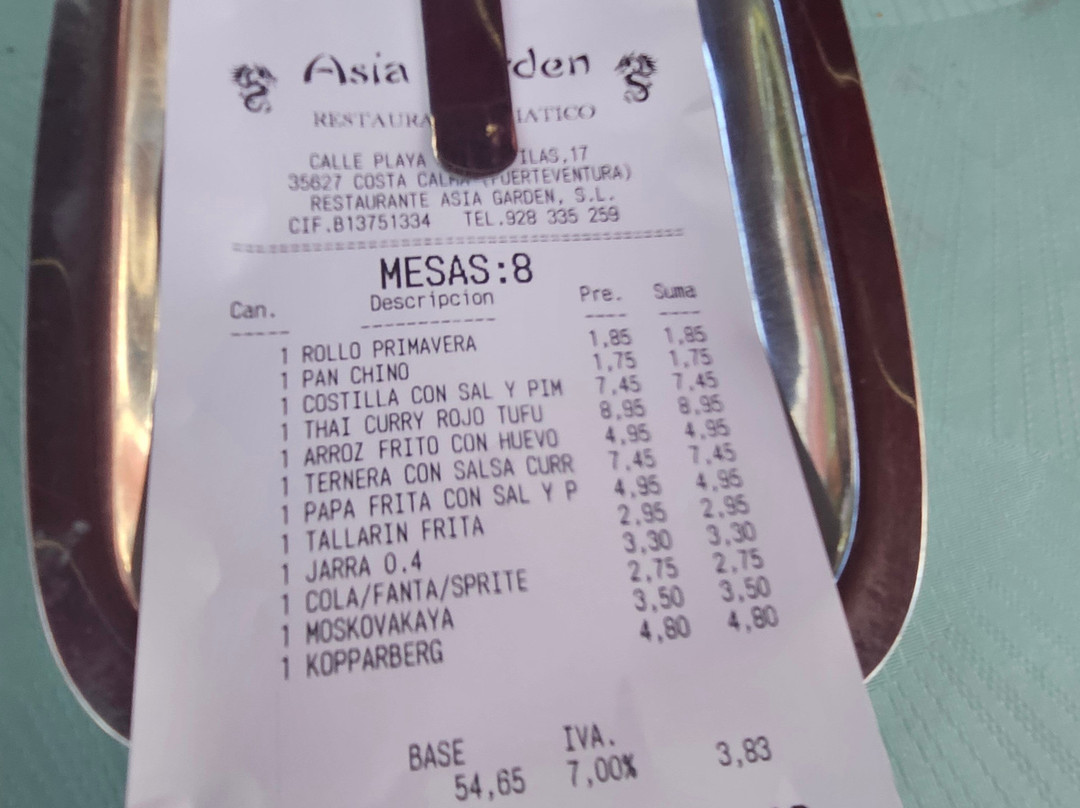 Asia den
RESTAURA IATICO
CALLE PLAYA ILAS,17
35627 COSTA CALMA (FUERTEVENTURA)
RESTAURANTE ASIA GARDEN, S.L.
CIF.B13751334 TEL.928 335 259
MESAS:8
Can. Descripcion Pre. Suma
1 ROLLO PRIMAVERA 1,85 1,85
1 PAN CHINO 1,75 1,75
1 COSTILLA CON SAL Y PIM 7,45 7,45
1 THAI CURRY ROJO TUFU 8,95 8,95
1 ARROZ FRITO CON HUEVO 4,95 4,95
1 TERNERA CON SALSA CURR 7,45 7,45
1 PAPA FRITA CON SAL Y P 4,95 4,95
1 TALLARIN FRITA 2,95 2,95
1 JARRA 0.4 3,30 3,30
1 COLA/FANTA/SPRITE 2,75 2,75
1 MOSKOVAKAYA 3,50 3,50
1 KOPPARBERG 4,80 4,80
BASE IVA.
54,65 7,00% 3,83